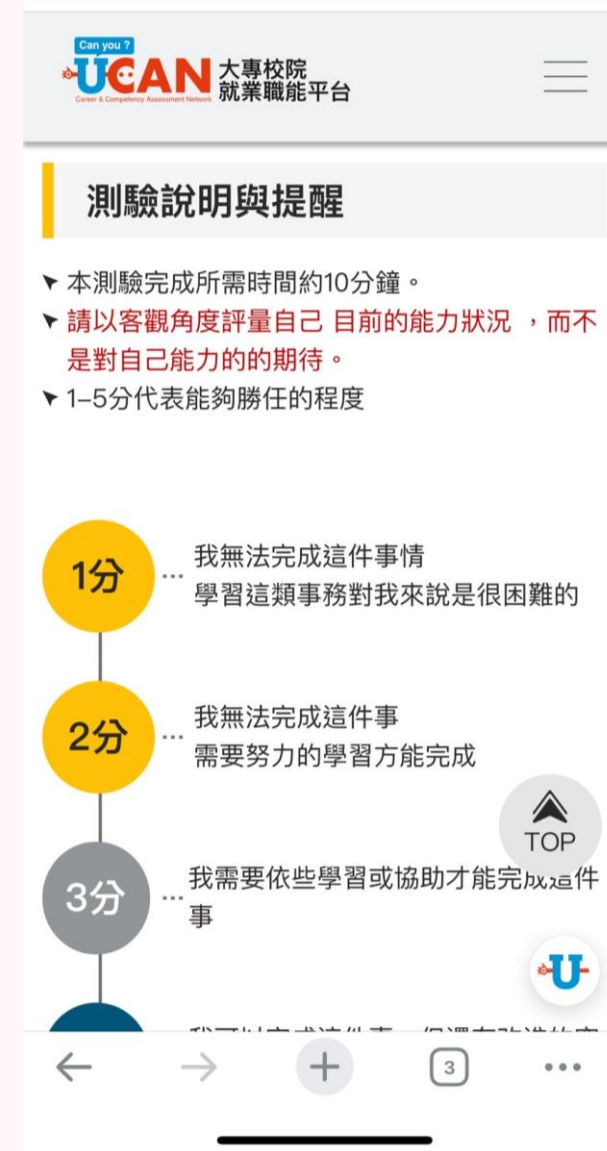 Can you ?
UCAN
Career & Competency Assessment Network
大專校院
就業職能平台
測驗說明與提醒
本測驗完成所需時間約10分鐘。
請以客觀角度評量自己 目前的能力狀況 ，而不
是對自己能力的的期待。
1–5分代表能夠勝任的程度
1分
…
我無法完成這件事情
學習這類事務對我來說是很困難的
2分
…
我無法完成這件事
需要努力的學習方能完成
TOP
3分
…
我需要依些學習或協助才能完成這件
事
U
3